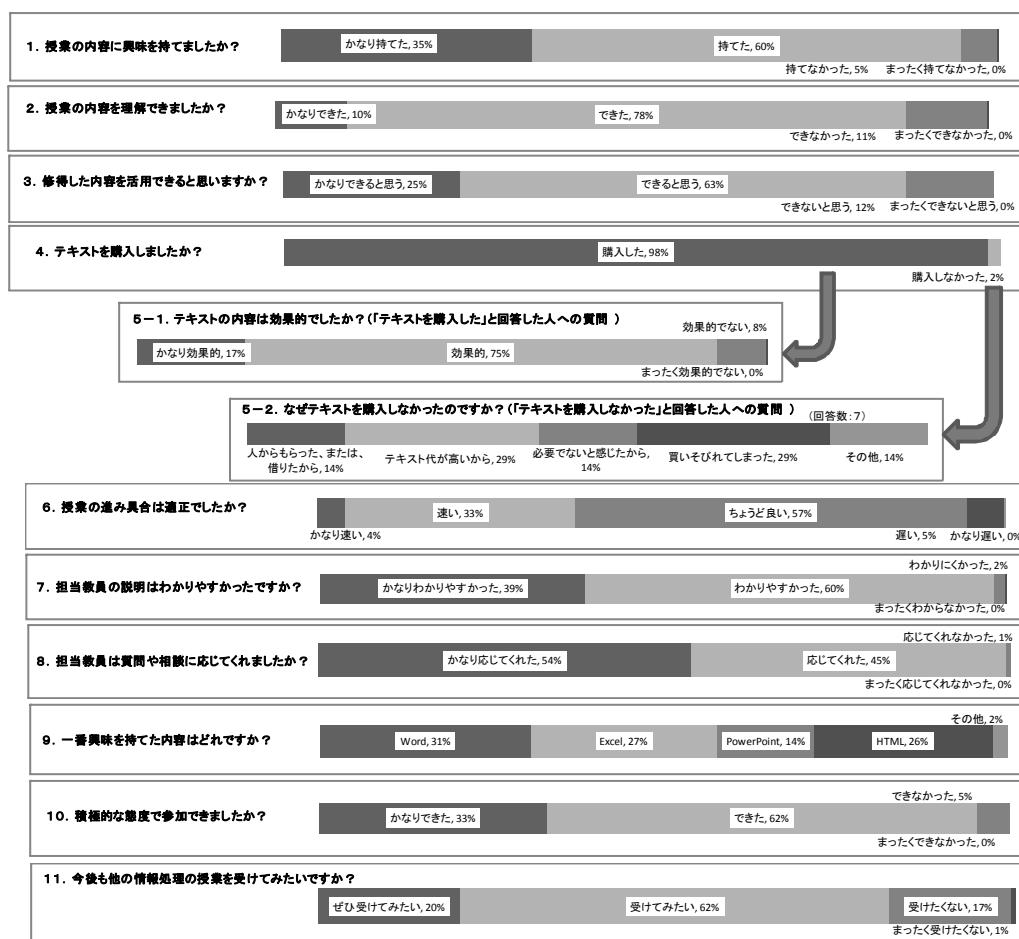 1．授業の内容に興味を持てましたか？
かなり持てた, 35%
持てた, 60%
持てなかった, 5%
まったく持てなかった, 0%
2．授業の内容を理解できましたか？
かなりできた, 10%
できた, 78%
できなかった, 11%
まったくできなかった, 0%
3．修得した内容を活用できると思いますか？
かなりできると思う, 25%
できると思う, 63%
できないと思う, 12%
まったくできないと思う, 0%
4．テキストを購入しましたか？
購入した, 98%
購入しなかった, 2%
5－1．テキストの内容は効果的でしたか？（「テキストを購入した」と回答した人への質問 ）
効果的でない, 8%
かなり効果的, 17%
効果的, 75%
まったく効果的でない, 0%
5－2．なぜテキストを購入しなかったのですか？（「テキストを購入しなかった」と回答した人への質問 ）
（回答数：7）
人からもらった、または、
借りたから, 14%
テキスト代が高いから, 29%
必要でないと感じたから,
14%
買いそびれてしまった, 29%
その他, 14%
6．授業の進み具合は適正でしたか？
速い, 33%
ちょうど良い, 57%
かなり速い, 4%
遅い, 5%
かなり遅い, 0%
わかりにくかった, 2%
7．担当教員の説明はわかりやすかったですか？
かなりわかりやすかった, 39%
わかりやすかった, 60%
まったくわからなかった, 0%
応じてくれなかった, 1%
8．担当教員は質問や相談に応じてくれましたか？
かなり応じてくれた, 54%
応じてくれた, 45%
まったく応じてくれなかった, 0%
その他, 2%
9．一番興味を持てた内容はどれですか？
Word, 31%
Excel, 27%
PowerPoint, 14%
HTML, 26%
できなかった, 5%
10．積極的な態度で参加できましたか？
かなりできた, 33%
できた, 62%
まったくできなかった, 0%
11．今後も他の情報処理の授業を受けてみたいですか？
ぜひ受けてみたい, 20%
受けてみたい, 62%
受けたくない, 17%
まったく受けたくない, 1%